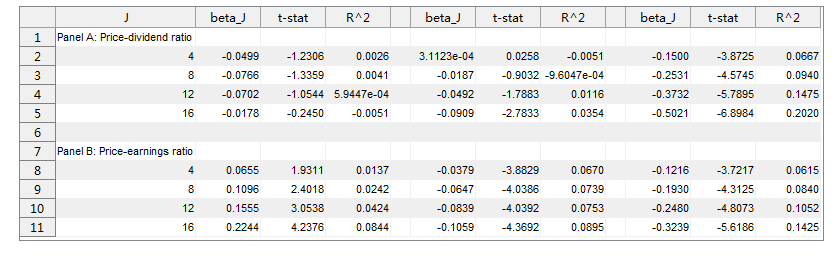 J beta_J t-stat R^2 beta_J t-stat R^2 beta_J t-stat R^2
1 Panel A: Price-dividend ratio
2 4 -0.0499 -1.2306 0.0026 3.1123e-04 0.0258 -0.0051 -0.1500 -3.8725 0.0667
3 8 -0.0766 -1.3359 0.0041 -0.0187 -0.9032 -9.6047e-04 -0.2531 -4.5745 0.0940
4 12 -0.0702 -1.0544 5.9447e-04 -0.0492 -1.7883 0.0116 -0.3732 -5.7895 0.1475
5 16 -0.0178 -0.2450 -0.0051 -0.0909 -2.7833 0.0354 -0.5021 -6.8984 0.2020
6
7 Panel B: Price-earnings ratio
8 4 0.0655 1.9311 0.0137 -0.0379 -3.8829 0.0670 -0.1216 -3.7217 0.0615
9 8 0.1096 2.4018 0.0242 -0.0647 -4.0386 0.0739 -0.1930 -4.3125 0.0840
10 12 0.1555 3.0538 0.0424 -0.0839 -4.0392 0.0753 -0.2480 -4.8073 0.1052
11 16 0.2244 4.2376 0.0844 -0.1059 -4.3692 0.0895 -0.3239 -5.6186 0.1425